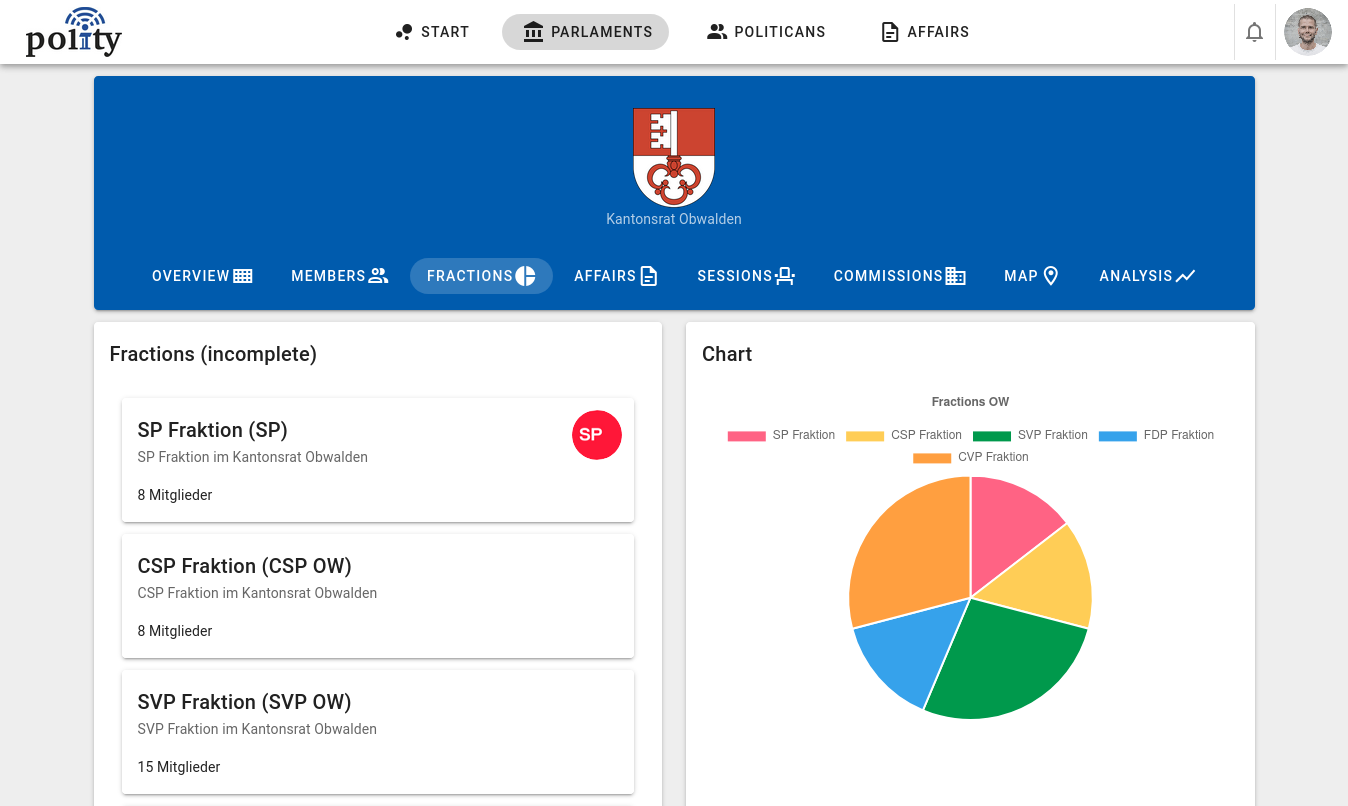 polity
START
PARLAMENTS
POLITICANS
AFFAIRS
Kantonsrat Obwalden
OVERVIEW
MEMBERS
FRACTIONS
AFFAIRS
SESSIONS
COMMISSIONS
MAP
ANALYSIS
Fractions (incomplete)
SP Fraktion (SP)
SP
SP Fraktion im Kantonsrat Obwalden
8 Mitglieder
CSP Fraktion (CSP OW)
CSP Fraktion im Kantonsrat Obwalden
8 Mitglieder
SVP Fraktion (SVP OW)
SVP Fraktion im Kantonsrat Obwalden
15 Mitglieder
Chart
Fractions OW
SP Fraktion
CSP Fraktion
SVP Fraktion
FDP Fraktion
CVP Fraktion